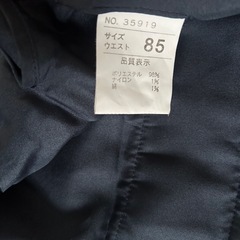 NO. 35919
サイズ
ウエスト 85
品質表示
ポリエステル 98%
ナイロン 1%
綿 1%